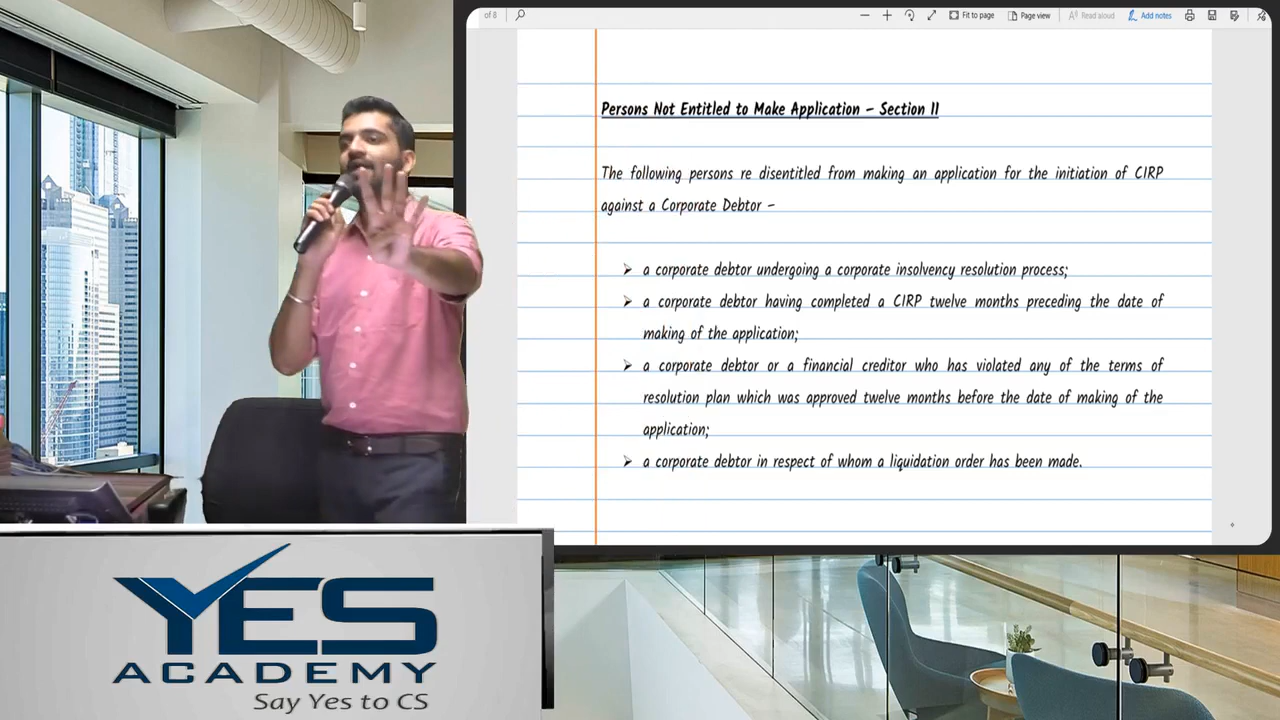 of 8
Fit to page
Page view
Read aloud
Add notes
Persons Not Entitled to Make Application – Section 11
The following persons re disentitled from making an application for the initiation of CIRP
against a Corporate Debtor –
➤ a corporate debtor undergoing a corporate insolvency resolution process;
➤ a corporate debtor having completed a CIRP twelve months preceding the date of
making of the application;
➤ a corporate debtor or a financial creditor who has violated any of the terms of
resolution plan which was approved twelve months before the date of making of the
application;
➤ a corporate debtor in respect of whom a liquidation order has been made.
YES
ACADEMY
Say Yes to CS